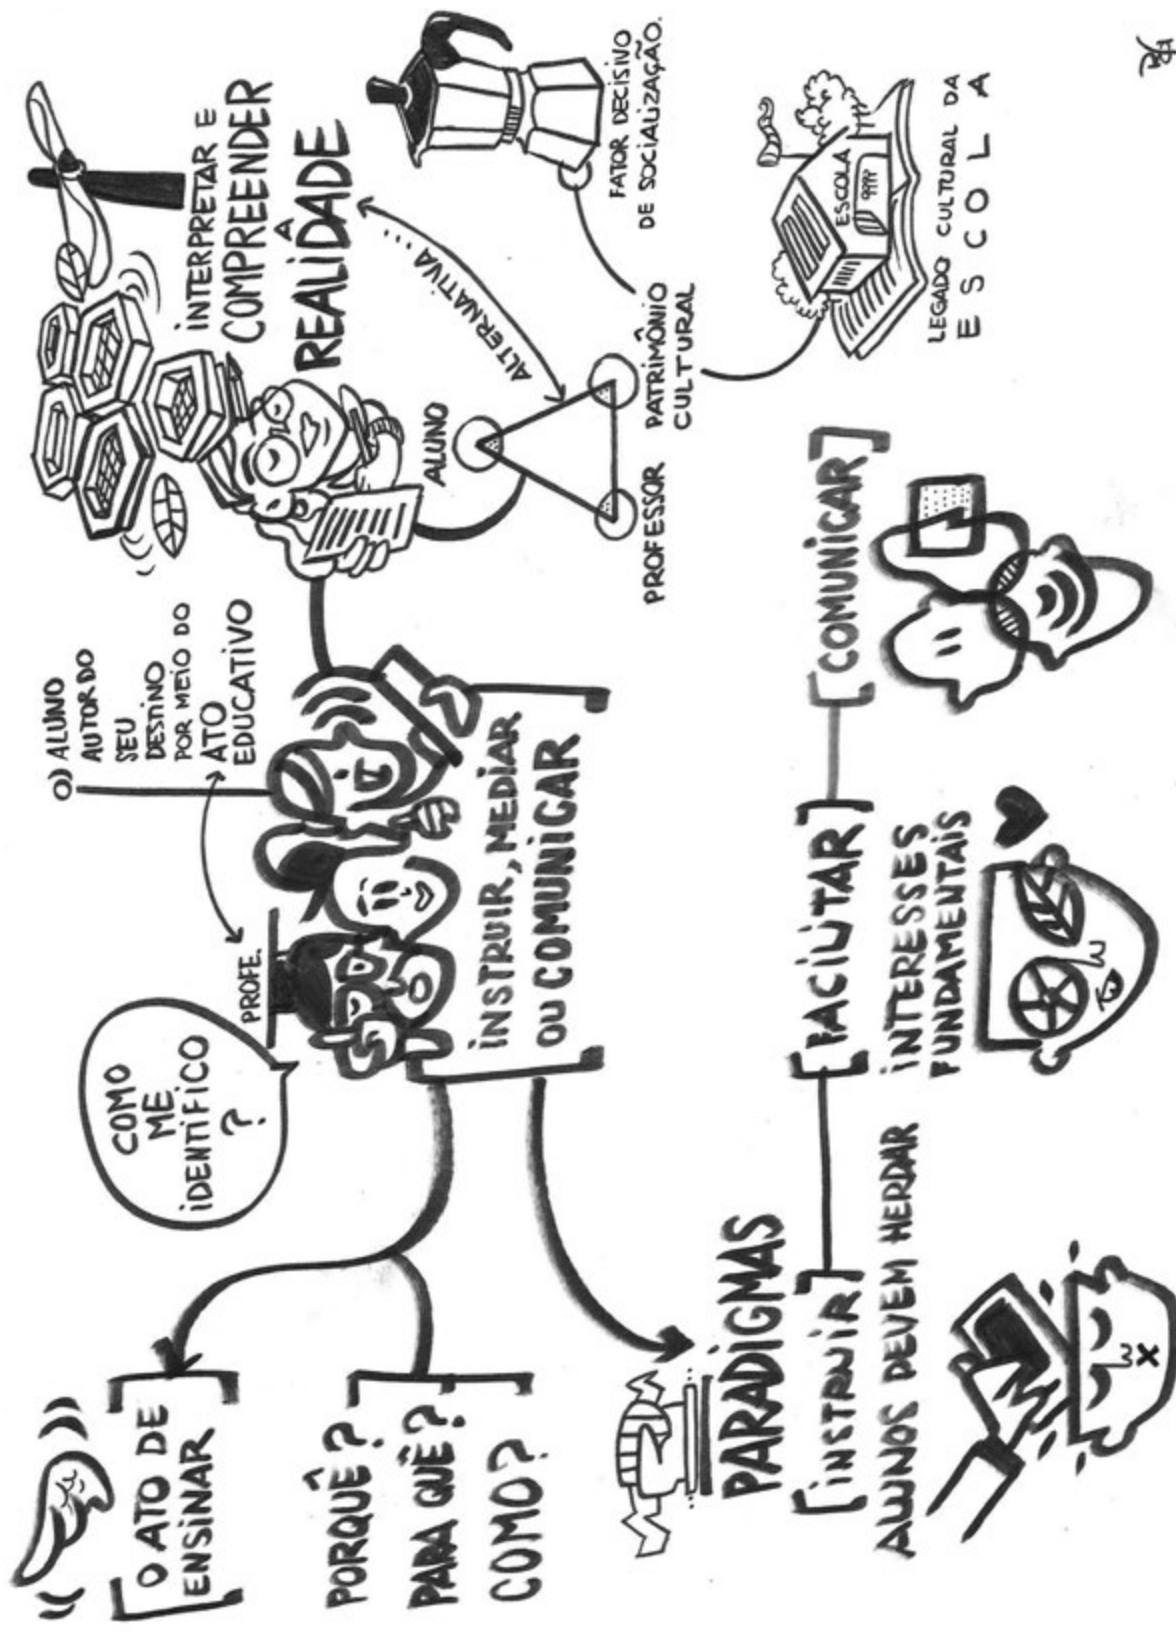 O ATO DE
ENSINAR
PORQUÊ?
PARA QUÊ?
COMO?
COMO
ME
iDENTiFiCO
?
PROFE.
O) ALUNO
AUTOR DO
SEU
DESTiNO
POR MEiO DO
ATO
EDUCATiVO
iNSTRUiR, MEDiAR
OU COMUNiCAR
iNTERPRETAR E
COMPREENDER
A
REALiDADE
ALTERNATiVA...
ALUNO
PROFESSOR
PATRiMÔNiO
CULTURAL
FATOR DECiSiVO
DE SOCiALiZAÇÃO.
ESCOLA
LEGADO CULTURAL DA
ESCOLA
PARADiGMAS
[iNSTRUiR]
ALUNOS DEVEM HERDAR
[FACiLiTAR]
iNTERESSES
FUNDAMENTAiS
[COMUNiCAR]